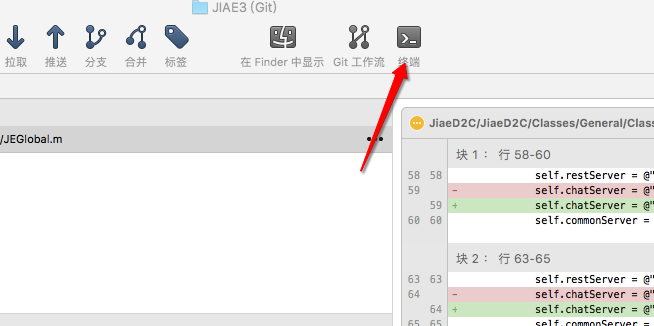 JIAE3 (Git)
拉取 推送 分支 合并 标签 在 Finder 中显示 Git 工作流 终端
/JEGlobal.m
JiaeD2C/JiaeD2C/Classes/General/Class
块 1： 行 58-60
58 58 self.restServer = @"
59 - self.chatServer = @"
59 + self.chatServer = @"
60 60 self.commonServer =
块 2： 行 63-65
63 63 self.restServer = @"
64 - self.chatServer = @"
64 + self.chatServer = @"
65 65 self.commonServer =